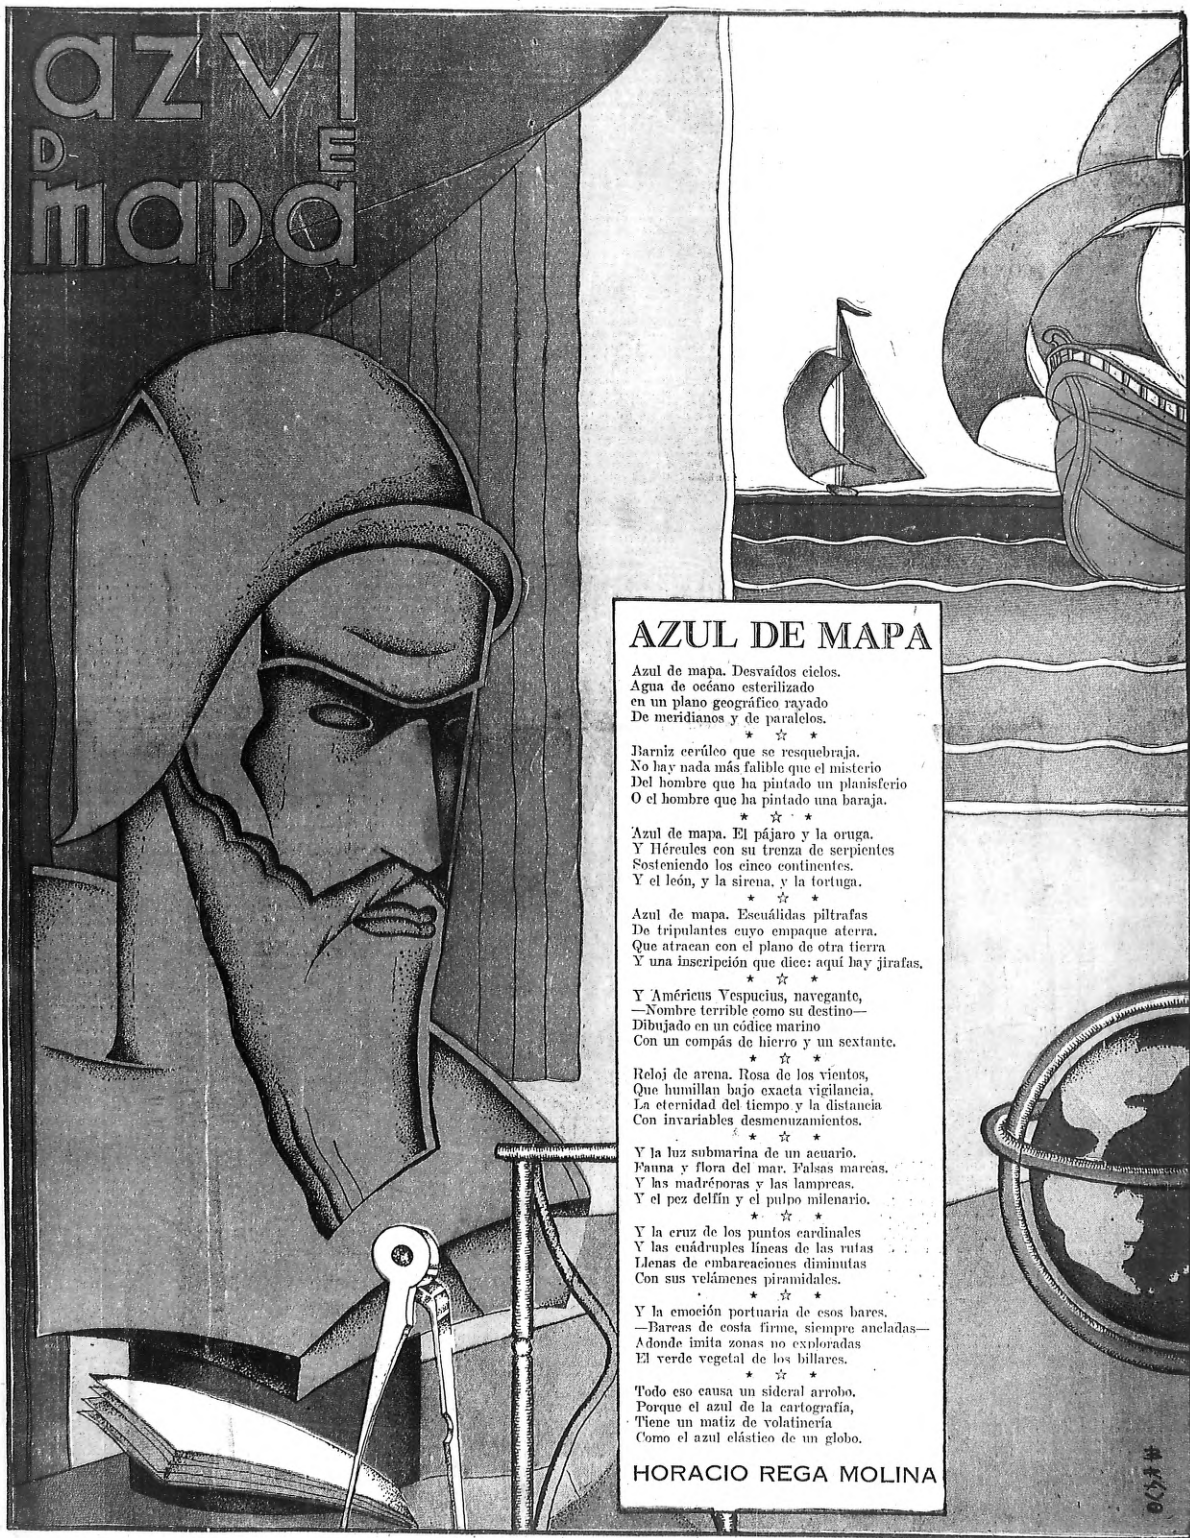 azvl
DE
mapa
AZUL DE MAPA
Azul de mapa. Desvaídos cielos.
Agua de océano esterilizado
en un plano geográfico rayado
De meridianos y de paralelos.
★ ☆ ★
Barniz cerúleo que se resquebraja.
No hay nada más falible que el misterio
Del hombre que ha pintado un planisferio
O el hombre que ha pintado una baraja.
★ ☆ ★
Azul de mapa. El pájaro y la oruga.
Y Hércules con su trenza de serpientes
Sosteniendo los cinco continentes.
Y el león, y la sirena, y la tortuga.
★ ☆ ★
Azul de mapa. Escuálidas piltrafas
De tripulantes cuyo empaque aterra.
Que atracan con el plano de otra tierra
Y una inscripción que dice: aquí hay jirafas.
★ ☆ ★
Y Américus Vespucius, navegante,
—Nombre terrible como su destino—
Dibujado en un códice marino
Con un compás de hierro y un sextante.
★ ☆ ★
Reloj de arena. Rosa de los vientos,
Que humillan bajo exacta vigilancia,
La eternidad del tiempo y la distancia
Con invariables desmenuzamientos.
★ ☆ ★
Y la luz submarina de un acuario.
Fauna y flora del mar. Falsas mareas.
Y las madréporas y las lampreas.
Y el pez delfín y el pulpo milenario.
★ ☆ ★
Y la cruz de los puntos cardinales
Y las cuádruples líneas de las rutas
Llenas de embarcaciones diminutas
Con sus velámenes piramidales.
★ ☆ ★
Y la emoción portuaria de esos bares.
—Barcas de costa firme, siempre ancladas—
Adonde imita zonas no exploradas
El verde vegetal de los billares.
★ ☆ ★
Todo eso causa un sideral arrobo.
Porque el azul de la cartografía,
Tiene un matiz de volatinería
Como el azul elástico de un globo.
HORACIO REGA MOLINA